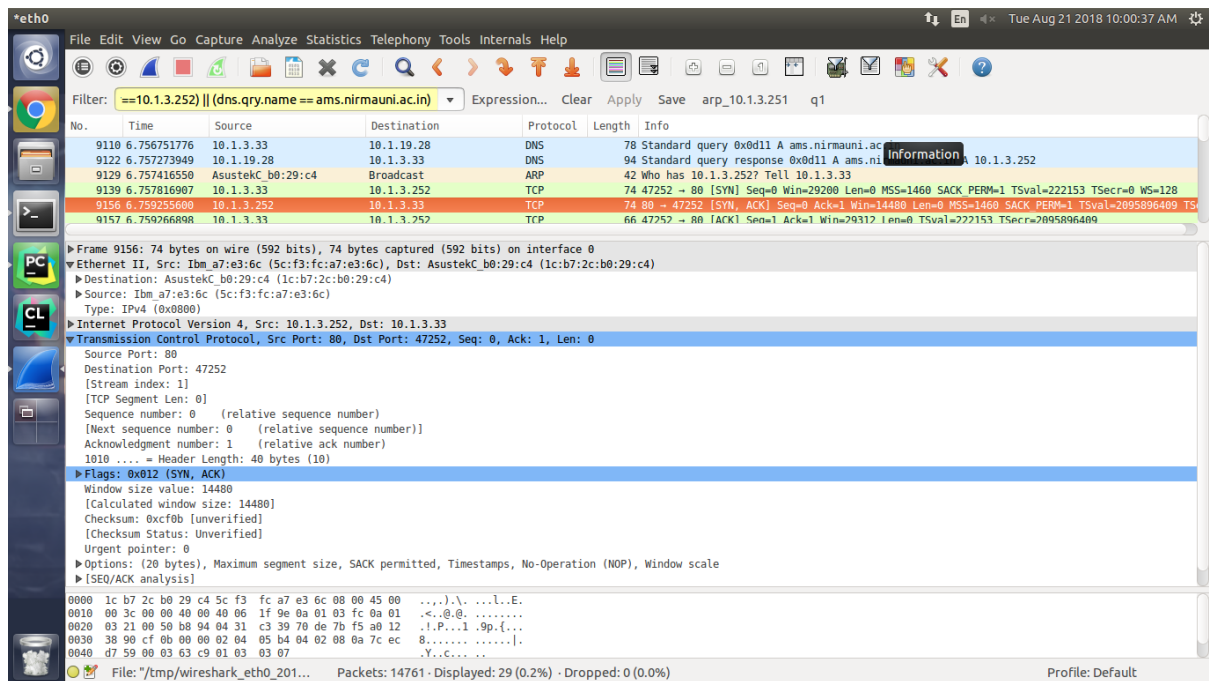 *eth0 En Tue Aug 21 2018 10:00:37 AM
File Edit View Go Capture Analyze Statistics Telephony Tools Internals Help
Filter: ==10.1.3.252) || (dns.qry.name == ams.nirmauni.ac.in) Expression... Clear Apply Save arp_10.1.3.251 q1
No. Time Source Destination Protocol Length Info
9110 6.756751776 10.1.3.33 10.1.19.28 DNS 78 Standard query 0x0d11 A ams.nirmauni.ac
9122 6.757273949 10.1.19.28 10.1.3.33 DNS 94 Standard query response 0x0d11 A ams.ni A 10.1.3.252
Information
9129 6.757416550 AsustekC_b0:29:c4 Broadcast ARP 42 Who has 10.1.3.252? Tell 10.1.3.33
9139 6.757816907 10.1.3.33 10.1.3.252 TCP 74 47252 → 80 [SYN] Seq=0 Win=29200 Len=0 MSS=1460 SACK_PERM=1 TSval=222153 TSecr=0 WS=128
9156 6.759255600 10.1.3.252 10.1.3.33 TCP 74 80 → 47252 [SYN, ACK] Seq=0 Ack=1 Win=14480 Len=0 MSS=1460 SACK_PERM=1 TSval=2095896409 TS
9157 6.759266898 10.1.3.33 10.1.3.252 TCP 66 47252 → 80 [ACK] Seq=1 Ack=1 Win=29312 Len=0 TSval=222153 TSecr=2095896409
Frame 9156: 74 bytes on wire (592 bits), 74 bytes captured (592 bits) on interface 0
Ethernet II, Src: Ibm_a7:e3:6c (5c:f3:fc:a7:e3:6c), Dst: AsustekC_b0:29:c4 (1c:b7:2c:b0:29:c4)
Destination: AsustekC_b0:29:c4 (1c:b7:2c:b0:29:c4)
Source: Ibm_a7:e3:6c (5c:f3:fc:a7:e3:6c)
Type: IPv4 (0x0800)
Internet Protocol Version 4, Src: 10.1.3.252, Dst: 10.1.3.33
Transmission Control Protocol, Src Port: 80, Dst Port: 47252, Seq: 0, Ack: 1, Len: 0
Source Port: 80
Destination Port: 47252
[Stream index: 1]
[TCP Segment Len: 0]
Sequence number: 0 (relative sequence number)
[Next sequence number: 0 (relative sequence number)]
Acknowledgment number: 1 (relative ack number)
1010 .... = Header Length: 40 bytes (10)
Flags: 0x012 (SYN, ACK)
Window size value: 14480
[Calculated window size: 14480]
Checksum: 0xcf0b [unverified]
[Checksum Status: Unverified]
Urgent pointer: 0
Options: (20 bytes), Maximum segment size, SACK permitted, Timestamps, No-Operation (NOP), Window scale
[SEQ/ACK analysis]
0000 1c b7 2c b0 29 c4 5c f3 fc a7 e3 6c 08 00 45 00 ..,.).\. ...l..E.
0010 00 3c 00 00 40 00 40 06 1f 9e 0a 01 03 fc 0a 01 .<..@.@. ........
0020 03 21 00 50 b8 94 04 31 c3 39 70 de 7b f5 a0 12 .!.P...1 .9p.{...
0030 38 90 cf 0b 00 00 02 04 05 b4 04 02 08 0a 7c ec 8....... ......|.
0040 d7 59 00 03 63 c9 01 03 03 07 .Y..c... ..
File: "/tmp/wireshark_eth0_201... Packets: 14761 · Displayed: 29 (0.2%) · Dropped: 0 (0.0%) Profile: Default
PC
CL